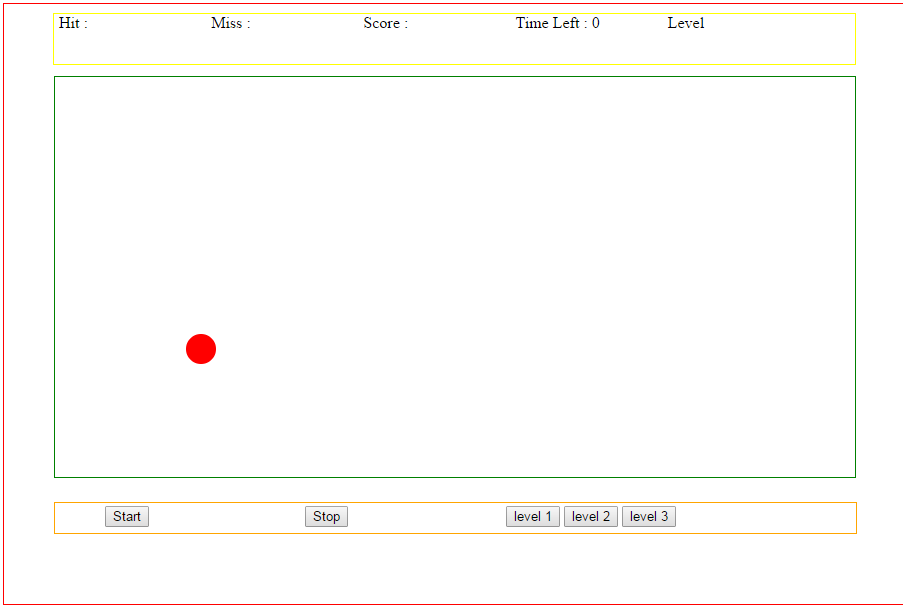 Hit : Miss : Score : Time Left : 0 Level
Start Stop level 1 level 2 level 3